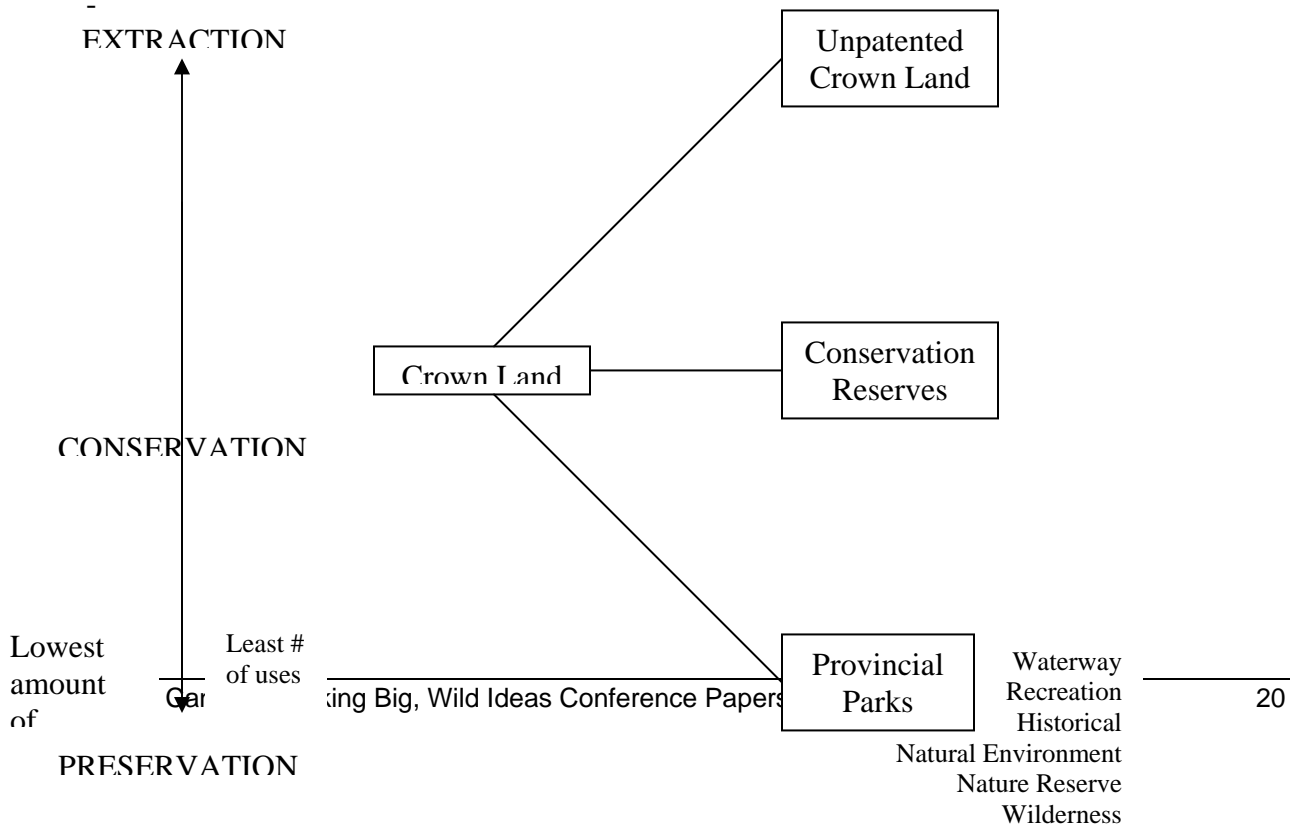 -
EXTRACTION
Unpatented
Crown Land
Crown Land
Conservation
Reserves
CONSERVATION
Lowest
amount
of
Least #
of uses
Provincial
Parks
Waterway
Recreation
Historical
Natural Environment
Nature Reserve
Wilderness
Big, Wild Ideas Conference Papers
20
PRESERVATION